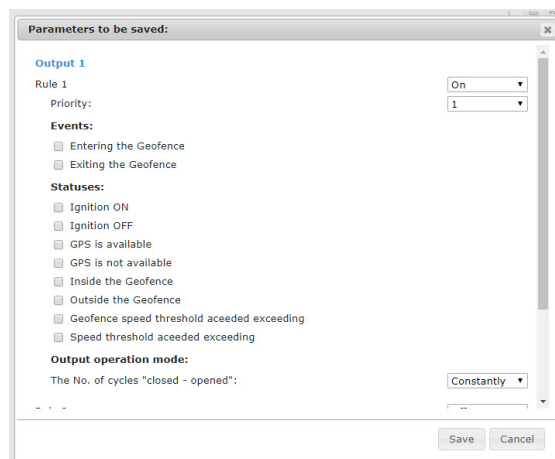 Parameters to be saved:
Output 1
Rule 1 On
Priority: 1
Events:
Entering the Geofence
Exiting the Geofence
Statuses:
Ignition ON
Ignition OFF
GPS is available
GPS is not available
Inside the Geofence
Outside the Geofence
Geofence speed threshold aceeded exceeding
Speed threshold aceeded exceeding
Output operation mode:
The No. of cycles "closed - opened": Constantly
Save Cancel